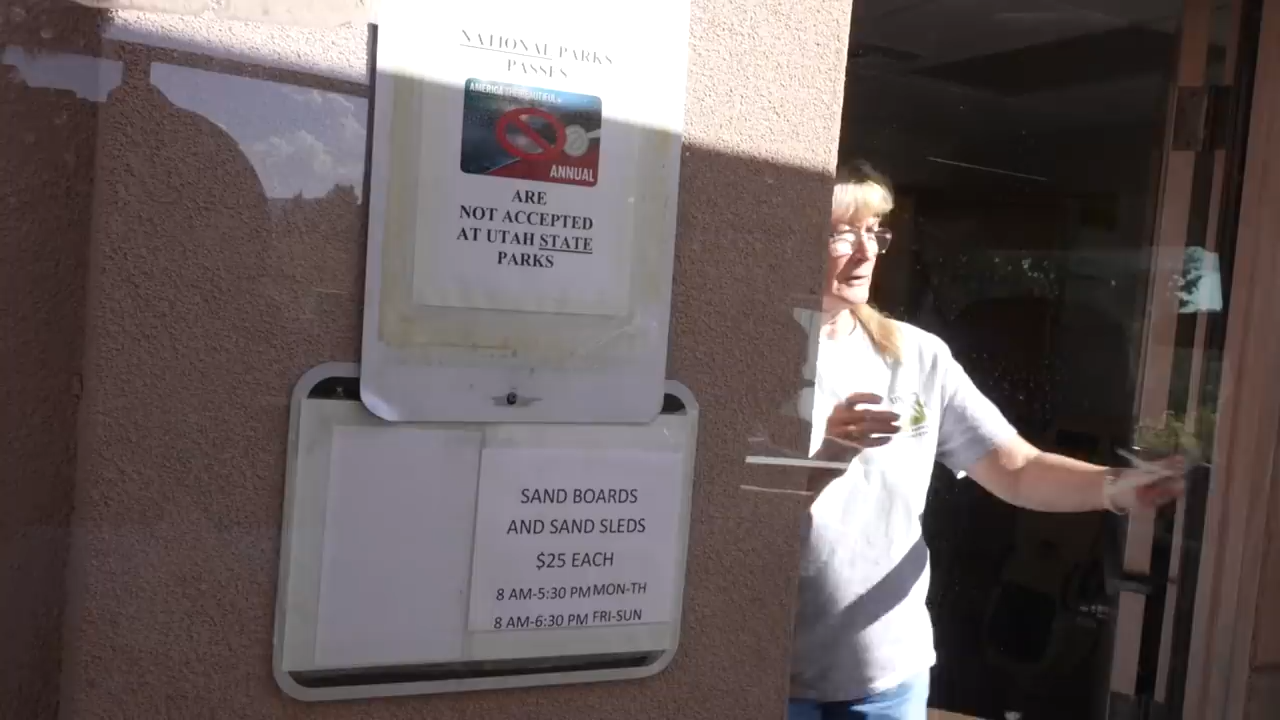 NATIONAL PARKS
PASSES
AMERICA THE BEAUTIFUL
ANNUAL
ARE
NOT ACCEPTED
AT UTAH STATE
PARKS
SAND BOARDS
AND SAND SLEDS
$25 EACH
8 AM-5:30 PM MON-TH
8 AM-6:30 PM FRI-SUN